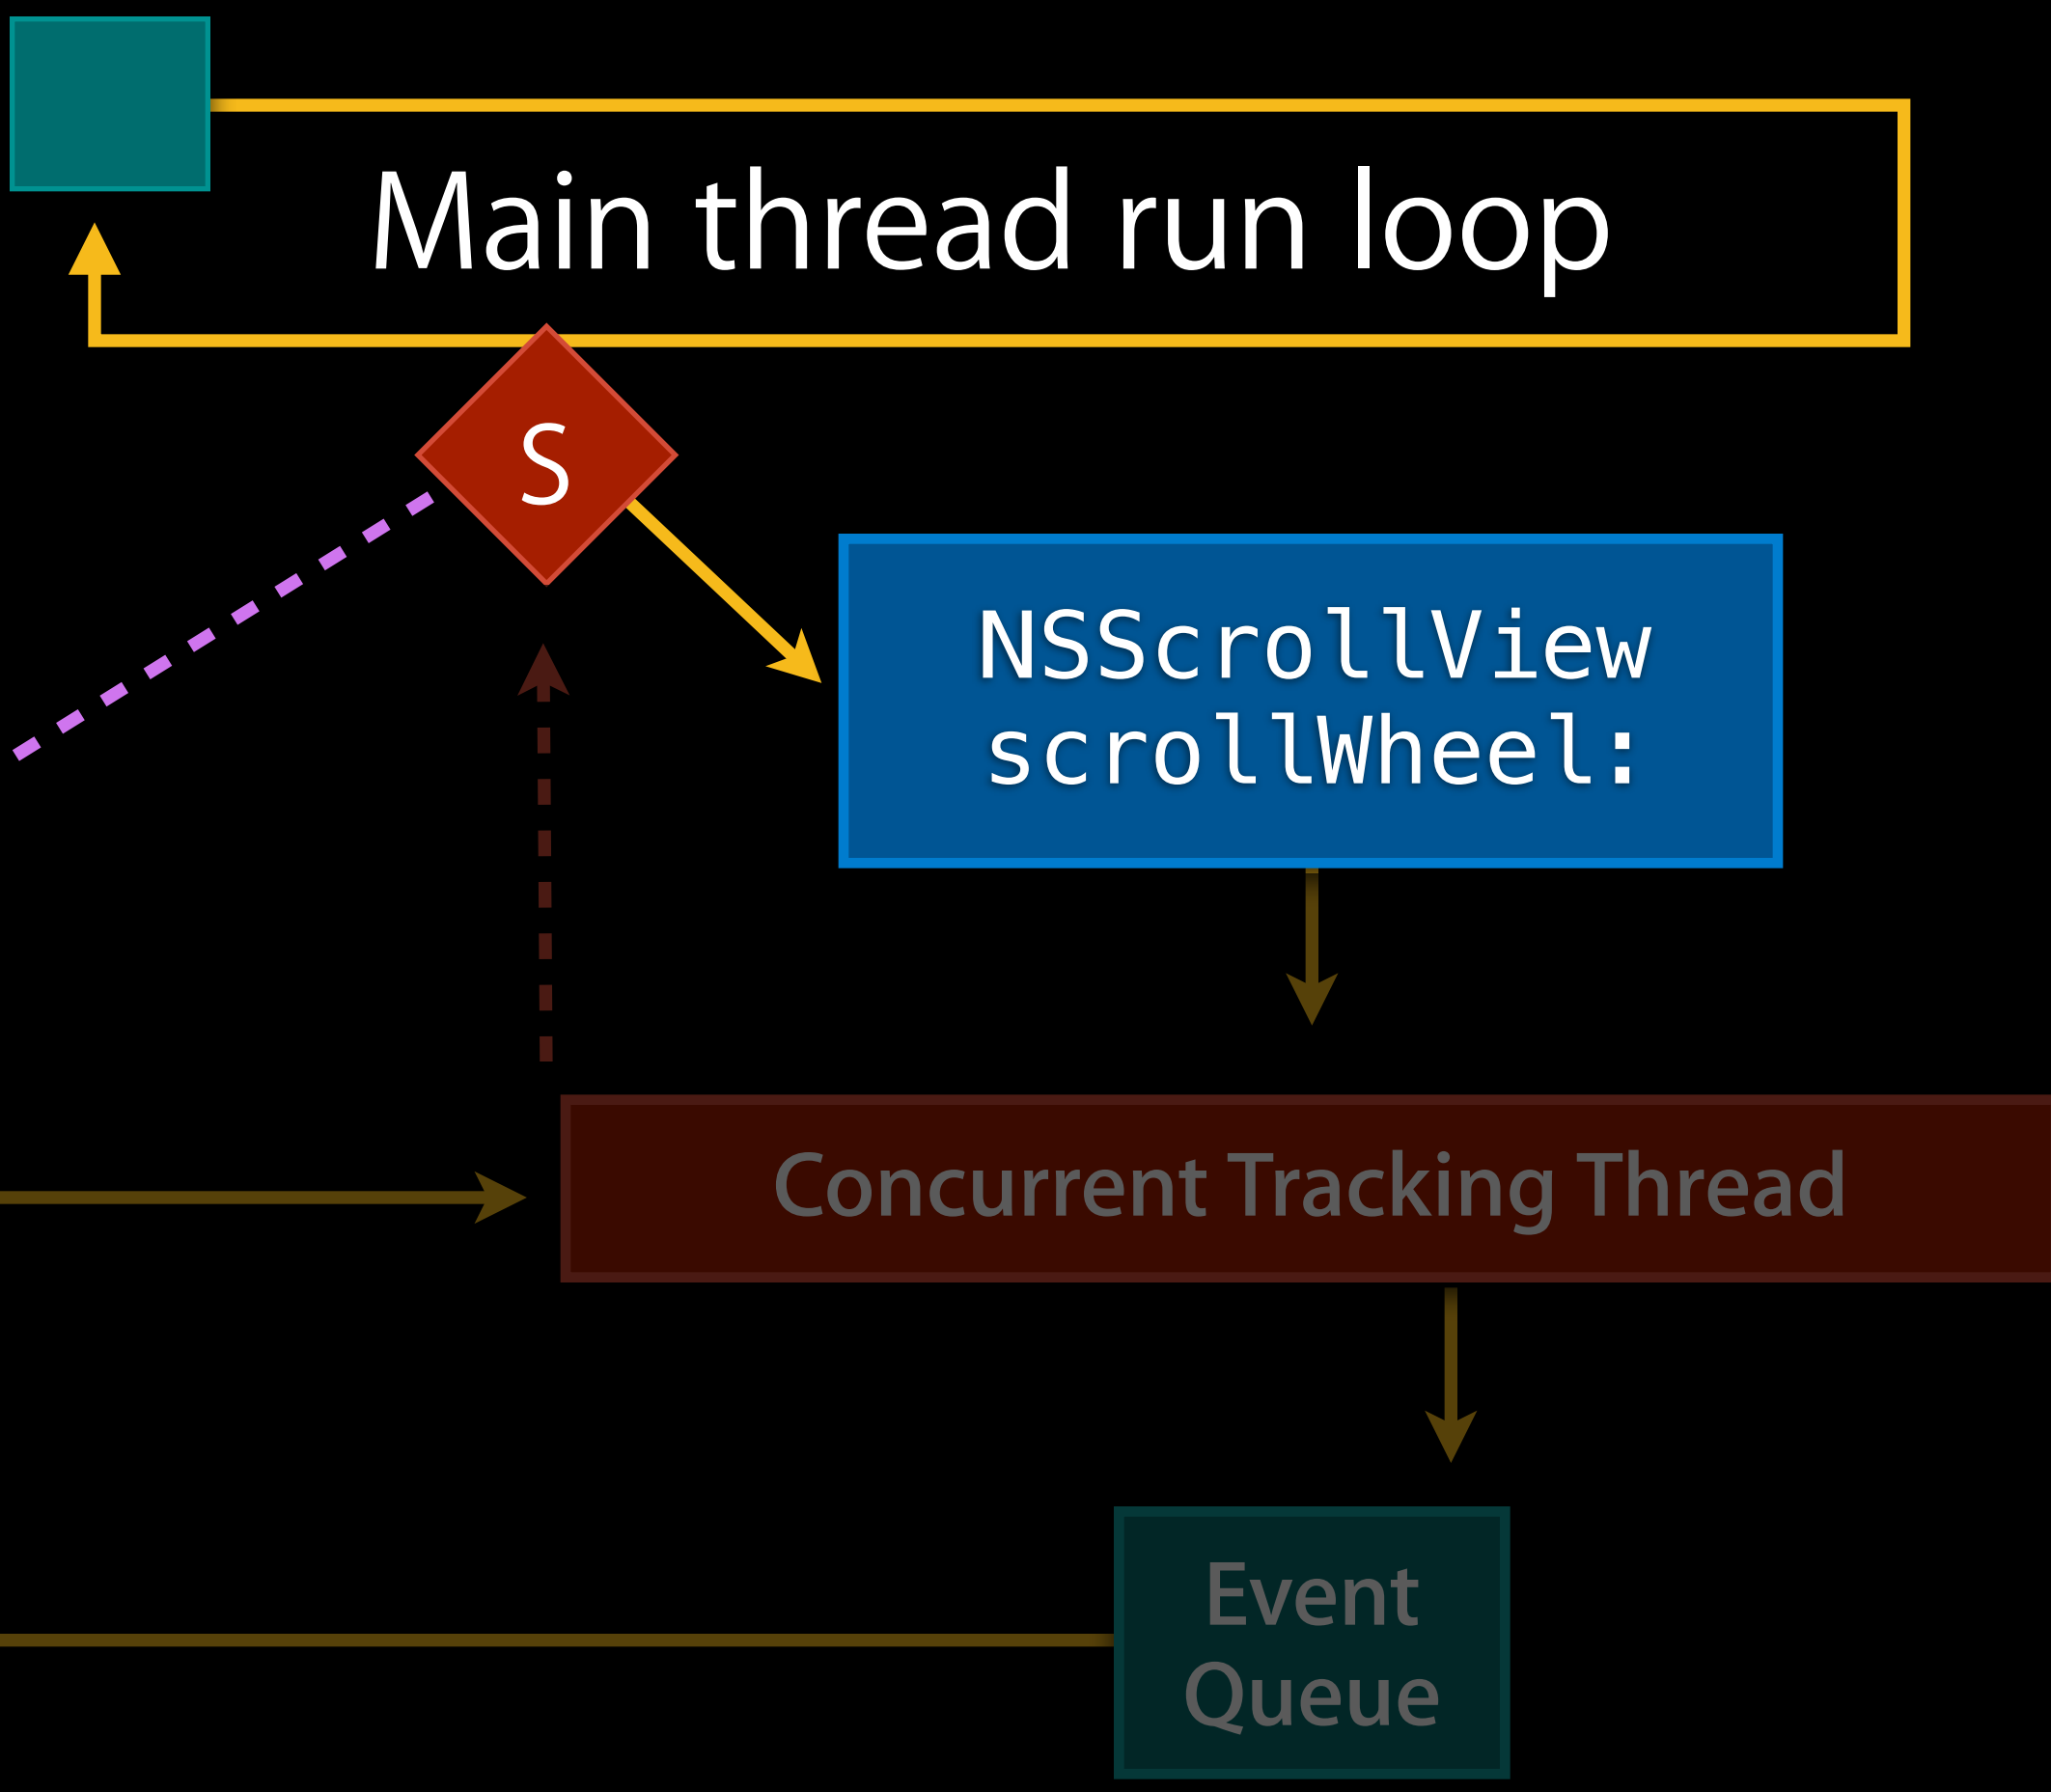 Main thread run loop
S
NSScrollView
scrollWheel:
Concurrent Tracking Thread
Event
Queue